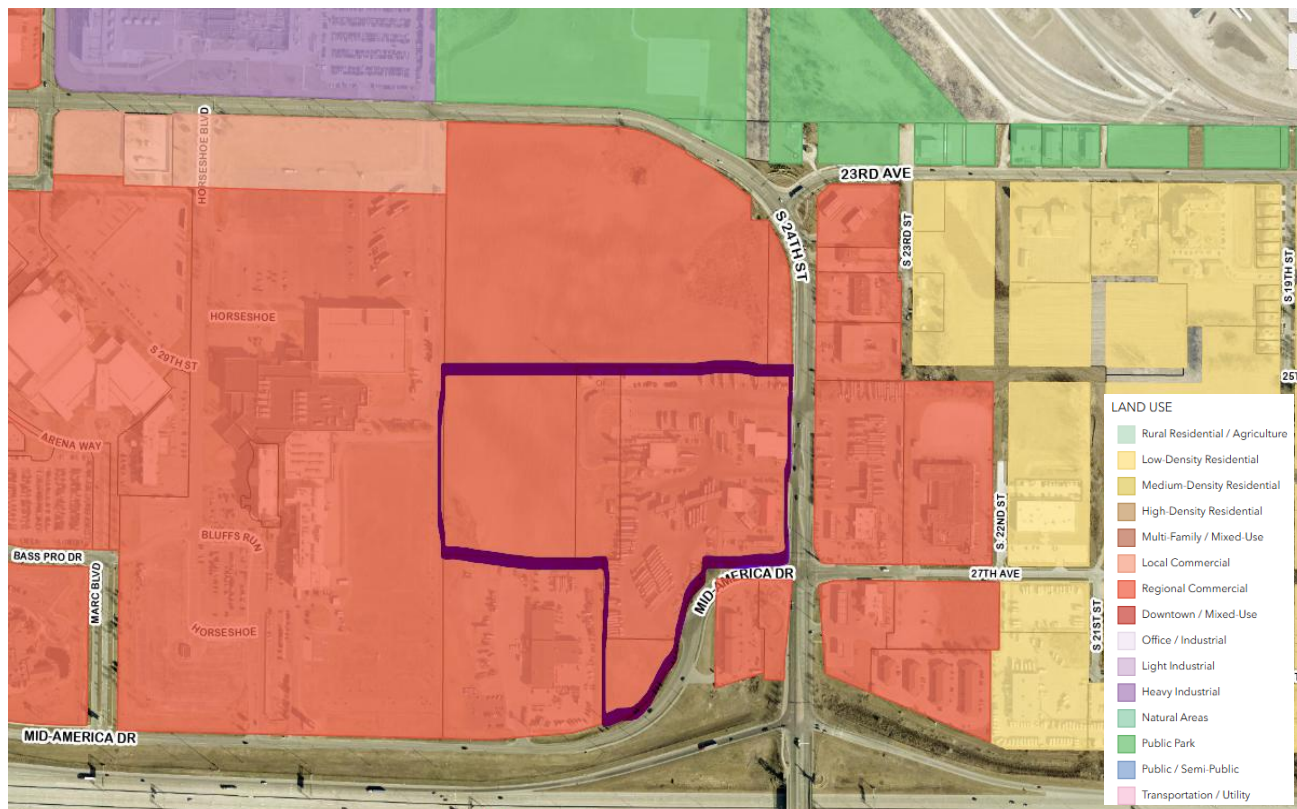 HORSESHOE BLVD
23RD AVE
S 24TH ST
S 23RD ST
S 19TH ST
HORSESHOE
S 29TH ST
25T
ARENA WAY
BLUFFS RUN
S 22ND ST
BASS PRO DR
MARC BLVD
MID-AMERICA DR
27TH AVE
S 21ST ST
HORSESHOE
MID-AMERICA DR
LAND USE
Rural Residential / Agriculture
Low-Density Residential
Medium-Density Residential
High-Density Residential
Multi-Family / Mixed-Use
Local Commercial
Regional Commercial
Downtown / Mixed-Use
Office / Industrial
Light Industrial
Heavy Industrial
Natural Areas
Public Park
Public / Semi-Public
Transportation / Utility